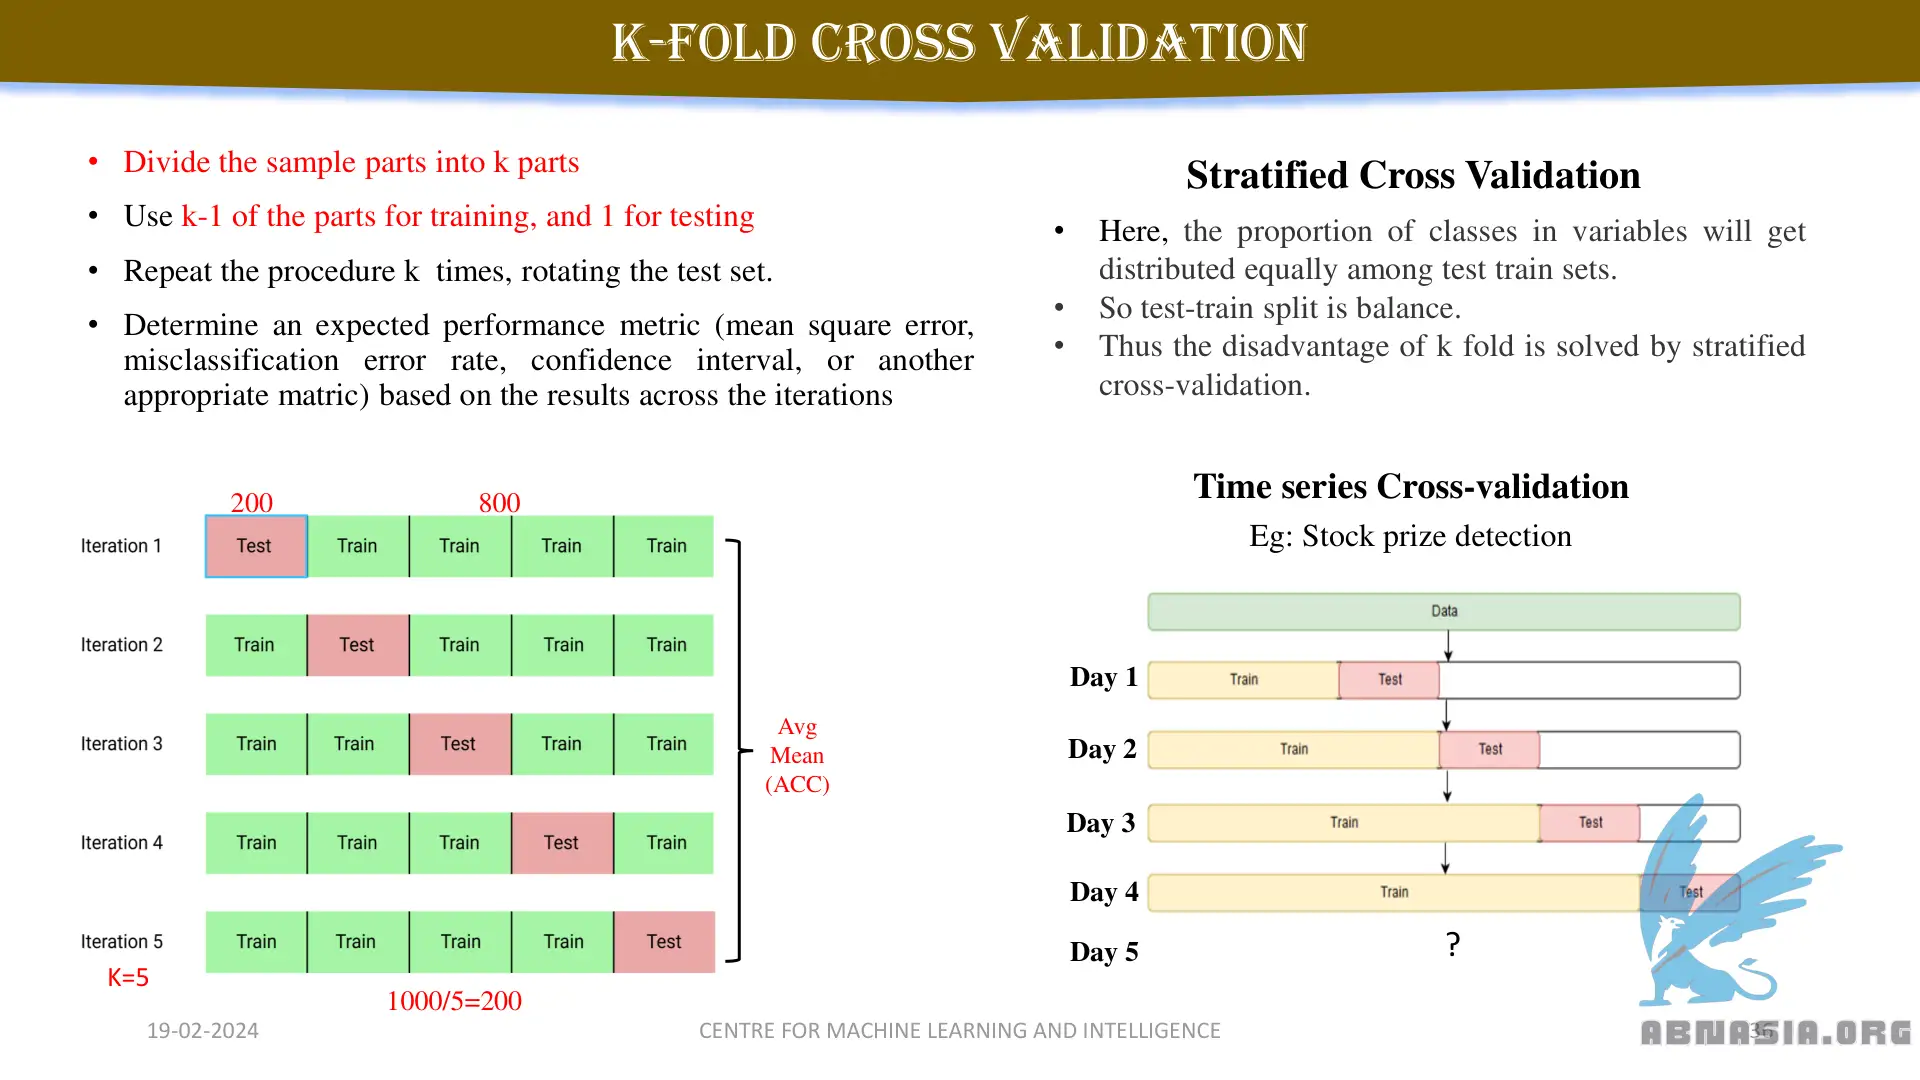 K-FOLD CROSS VALIDATION
• Divide the sample parts into k parts
• Use k-1 of the parts for training, and 1 for testing
• Repeat the procedure k times, rotating the test set.
• Determine an expected performance metric (mean square error,
misclassification error rate, confidence interval, or another
appropriate matric) based on the results across the iterations
200 800
Iteration 1 Test Train Train Train Train
Iteration 2 Train Test Train Train Train
Iteration 3 Train Train Test Train Train
Iteration 4 Train Train Train Test Train
Iteration 5 Train Train Train Train Test
K=5
1000/5=200
Avg
Mean
(ACC)
Stratified Cross Validation
• Here, the proportion of classes in variables will get
distributed equally among test train sets.
• So test-train split is balance.
• Thus the disadvantage of k fold is solved by stratified
cross-validation.
Time series Cross-validation
Eg: Stock prize detection
Data
Day 1 Train Test
Day 2 Train Test
Day 3 Train Test
Day 4 Train Test
Day 5 ?
19-02-2024
CENTRE FOR MACHINE LEARNING AND INTELLIGENCE
36
ABNASIA.ORG